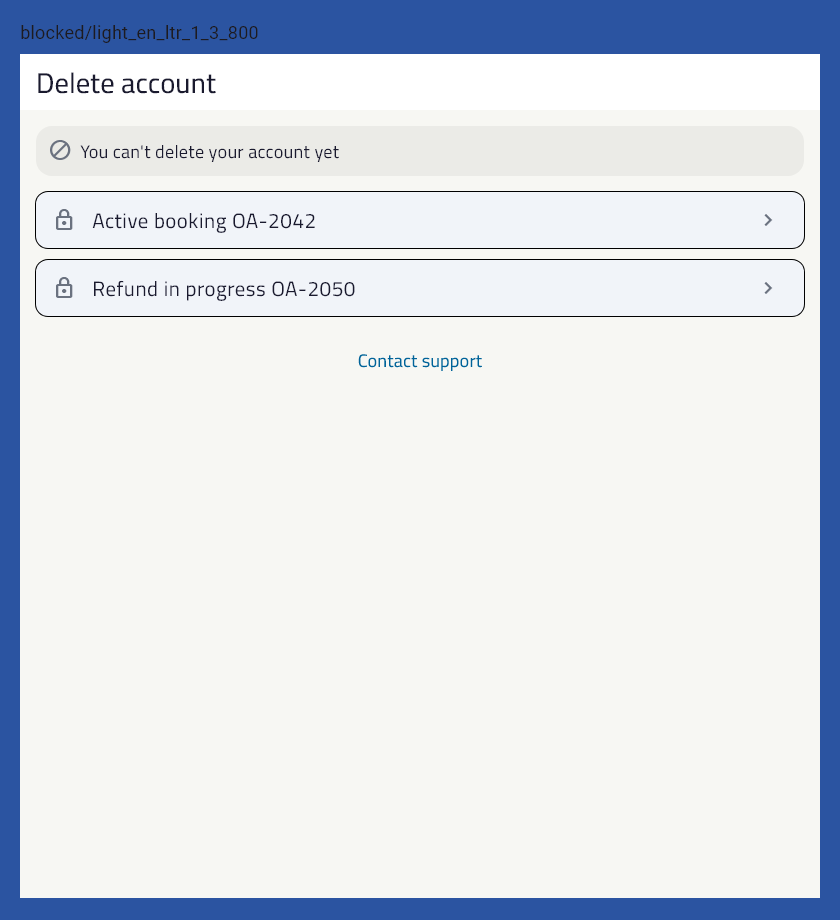 blocked/light_en_ltr_1_3_800
Delete account
You can't delete your account yet
Active booking OA-2042
Refund in progress OA-2050
Contact support